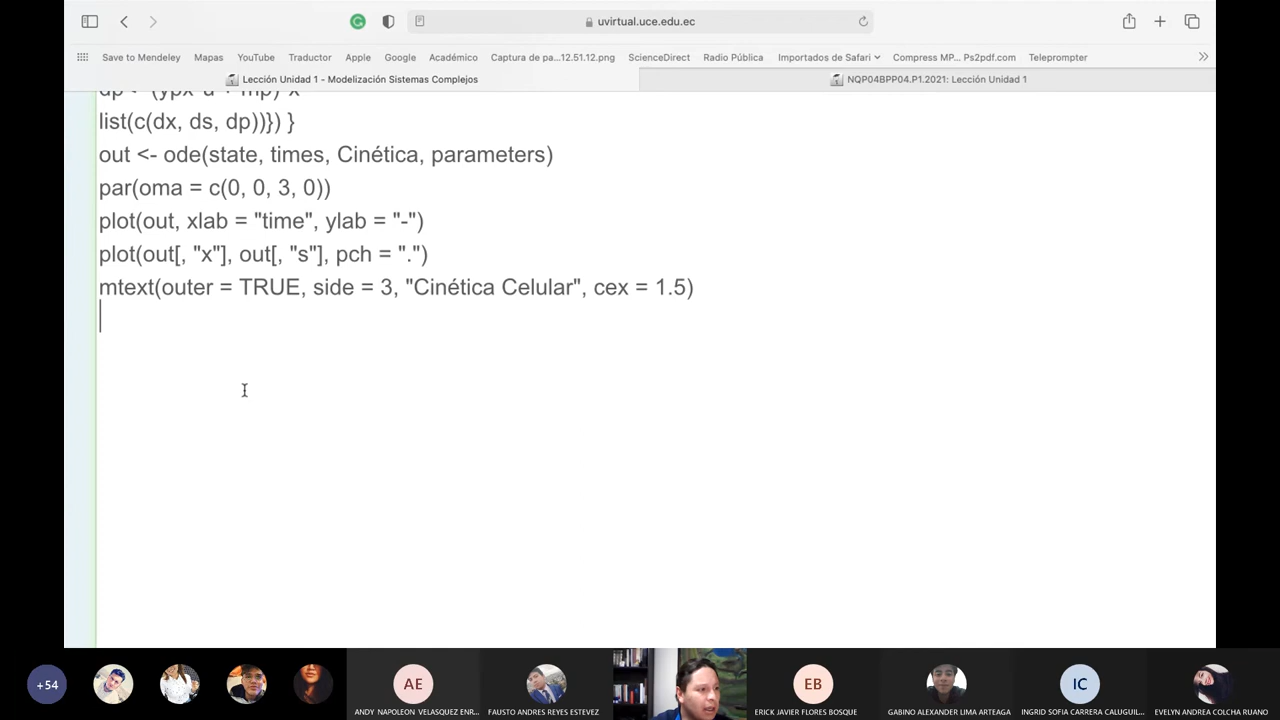 uvirtual.uce.edu.ec
Save to Mendeley Mapas YouTube Traductor Apple Google Académico Captura de pa...12.51.12.png ScienceDirect Radio Pública Importados de Safari Compress MP... Ps2pdf.com Teleprompter
Lección Unidad 1 - Modelización Sistemas Complejos NQP04BPP04.P1.2021: Lección Unidad 1
list(c(dx, ds, dp))}) }
out <- ode(state, times, Cinética, parameters)
par(oma = c(0, 0, 3, 0))
plot(out, xlab = "time", ylab = "-")
plot(out[, "x"], out[, "s"], pch = ".")
mtext(outer = TRUE, side = 3, "Cinética Celular", cex = 1.5)
+54 AE EB IC
ANDY NAPOLEON VELASQUEZ ENR... FAUSTO ANDRES REYES ESTEVEZ ERICK JAVIER FLORES BOSQUE GABINO ALEXANDER LIMA ARTEAGA INGRID SOFIA CARRERA CALUGUIL... EVELYN ANDREA COLCHA RUANO